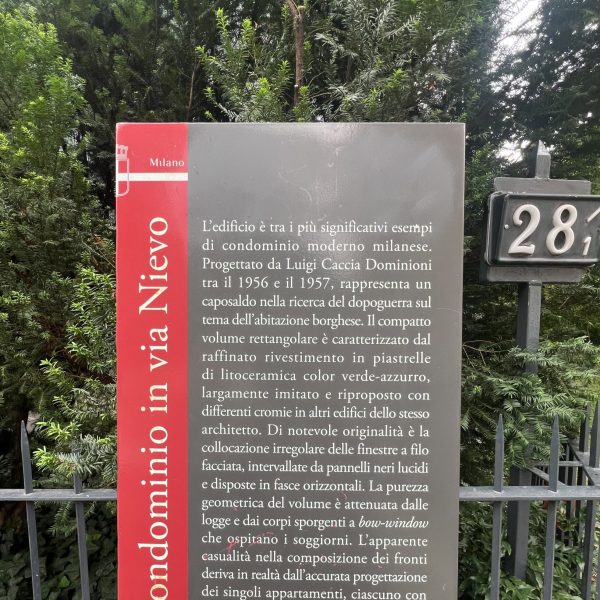 Milano
ondominio in via Nievo
L'edificio è tra i più significativi esempi
di condominio moderno milanese.
Progettato da Luigi Caccia Dominioni
tra il 1956 e il 1957, rappresenta un
caposaldo nella ricerca del dopoguerra sul
tema dell'abitazione borghese. Il compatto
volume rettangolare è caratterizzato dal
raffinato rivestimento in piastrelle
di litoceramica color verde-azzurro,
largamente imitato e riproposto con
differenti cromie in altri edifici dello stesso
architetto. Di notevole originalità è la
collocazione irregolare delle finestre a filo
facciata, intervallate da pannelli neri lucidi
e disposte in fasce orizzontali. La purezza
geometrica del volume è attenuata dalle
logge e dai corpi sporgenti a bow-window
che ospitano i soggiorni. L'apparente
casualità nella composizione dei fronti
deriva in realtà dall'accurata progettazione
dei singoli appartamenti, ciascuno con
28 1